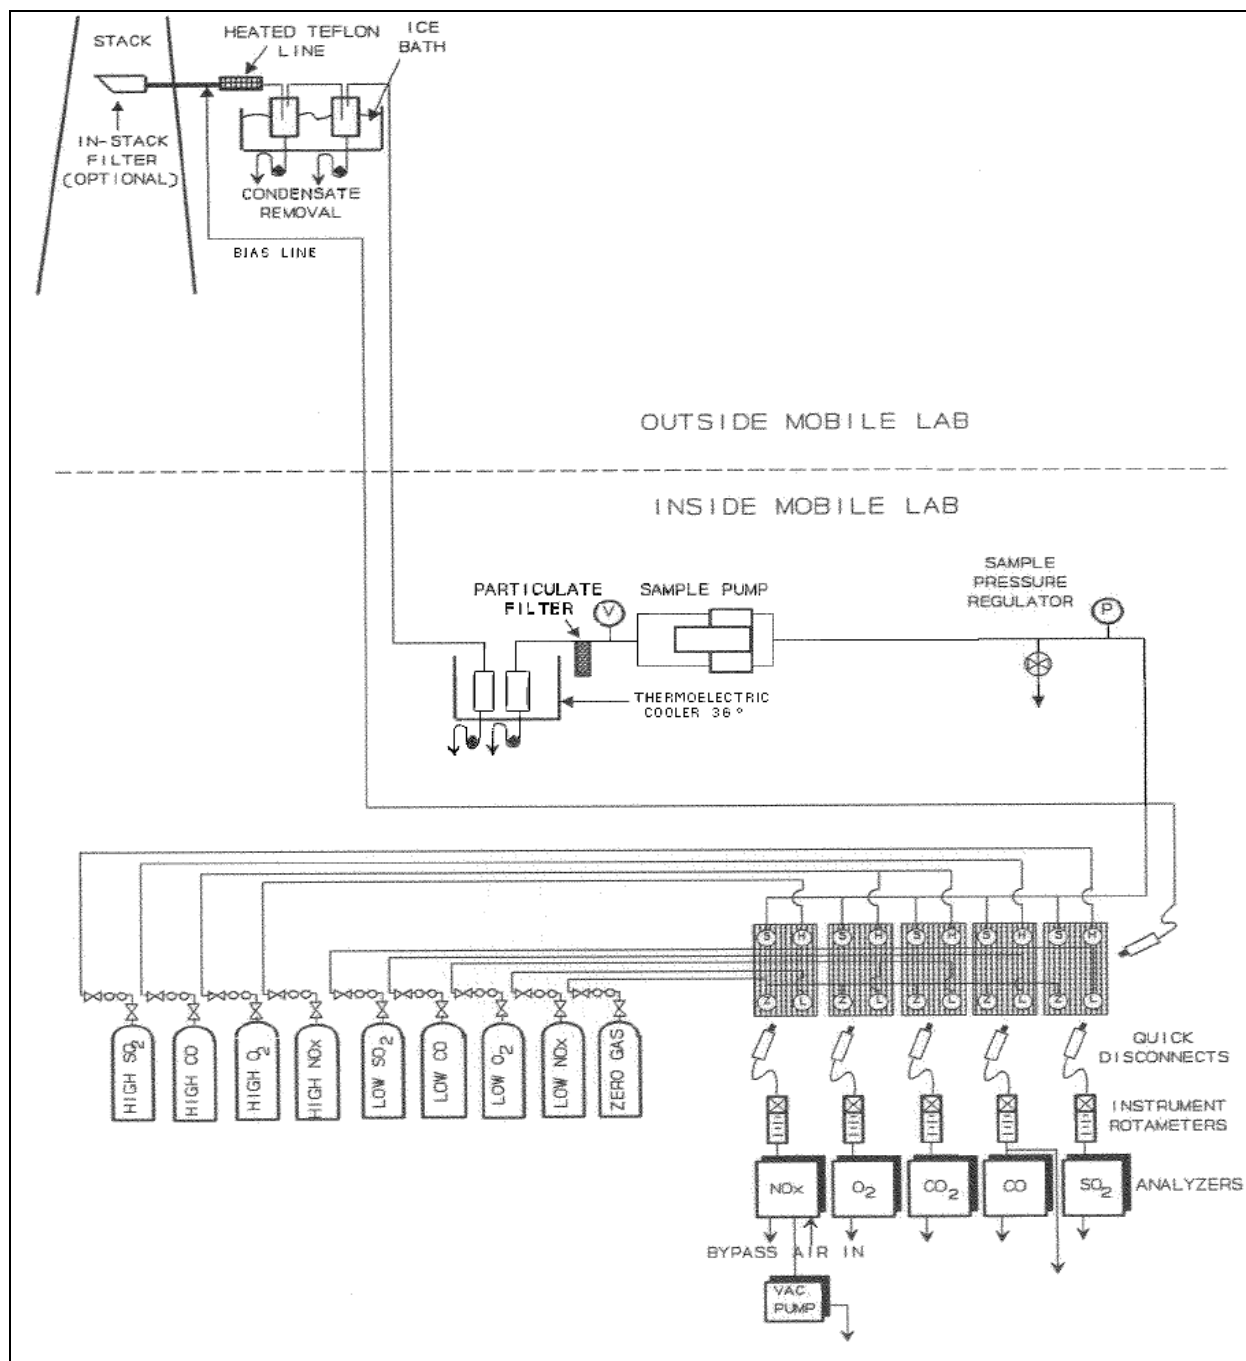 STACK
HEATED TEFLON
LINE
ICE
BATH
IN-STACK
FILTER
(OPTIONAL)
CONDENSATE
REMOVAL
BIAS LINE
OUTSIDE MOBILE LAB
INSIDE MOBILE LAB
PARTICULATE
FILTER
V
SAMPLE PUMP
SAMPLE
PRESSURE
REGULATOR
P
THERMOELECTRIC
COOLER 36°
S H S H S H S H S H
Z L Z L Z L Z L Z L
HIGH SO2
HIGH CO
HIGH O2
HIGH NOx
LOW SO2
LOW CO
LOW O2
LOW NOx
ZERO GAS
QUICK
DISCONNECTS
INSTRUMENT
ROTAMETERS
NOx
O2
CO2
CO
SO2
ANALYZERS
BYPASS AIR IN
VAC.
PUMP